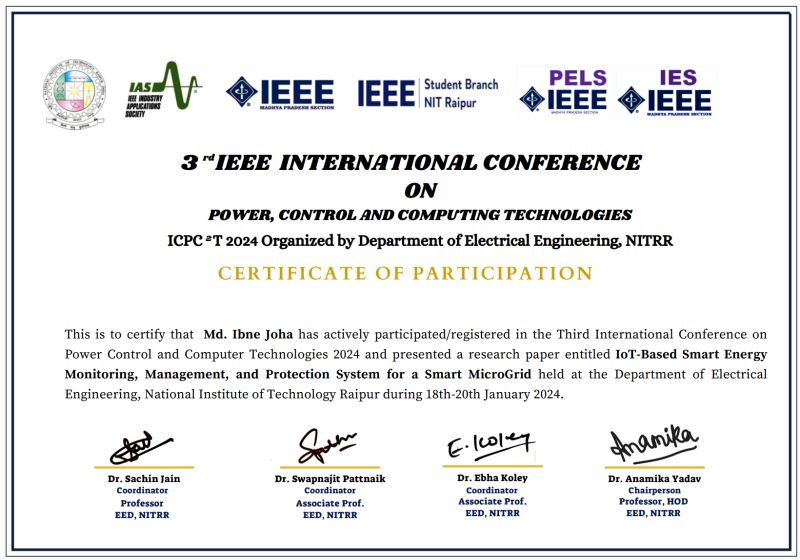 IAS
IEEE INDUSTRY
APPLICATIONS
SOCIETY
IEEE
MADHYA PRADESH SECTION
IEEE
Student Branch
NIT Raipur
PELS
IEEE
MADHYA PRADESH SECTION
IES
IEEE
MADHYA PRADESH SECTION
3 rd IEEE INTERNATIONAL CONFERENCE
ON
POWER, CONTROL AND COMPUTING TECHNOLOGIES
ICPC ²T 2024 Organized by Department of Electrical Engineering, NITRR
CERTIFICATE OF PARTICIPATION
This is to certify that Md. Ibne Joha has actively participated/registered in the Third International Conference on
Power Control and Computer Technologies 2024 and presented a research paper entitled IoT-Based Smart Energy
Monitoring, Management, and Protection System for a Smart MicroGrid held at the Department of Electrical
Engineering, National Institute of Technology Raipur during 18th-20th January 2024.
E. Koley
Anamika
Dr. Sachin Jain
Coordinator
Professor
EED, NITRR
Dr. Swapnajit Pattnaik
Coordinator
Associate Prof.
EED, NITRR
Dr. Ebha Koley
Coordinator
Associate Prof.
EED, NITRR
Dr. Anamika Yadav
Chairperson
Professor, HOD
EED, NITRR